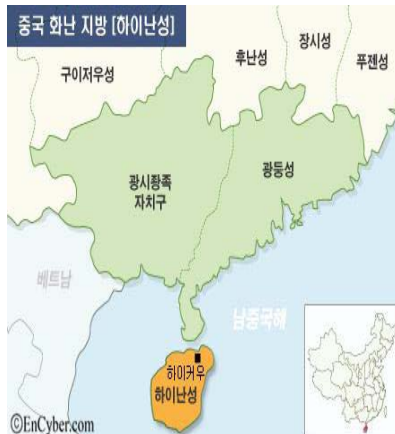 중국 화난 지방 [하이난성]
후난성
장시성
푸젠성
구이저우성
광시좡족
자치구
광둥성
베트남
남중국해
하이커우
하이난성
©EnCyber.com